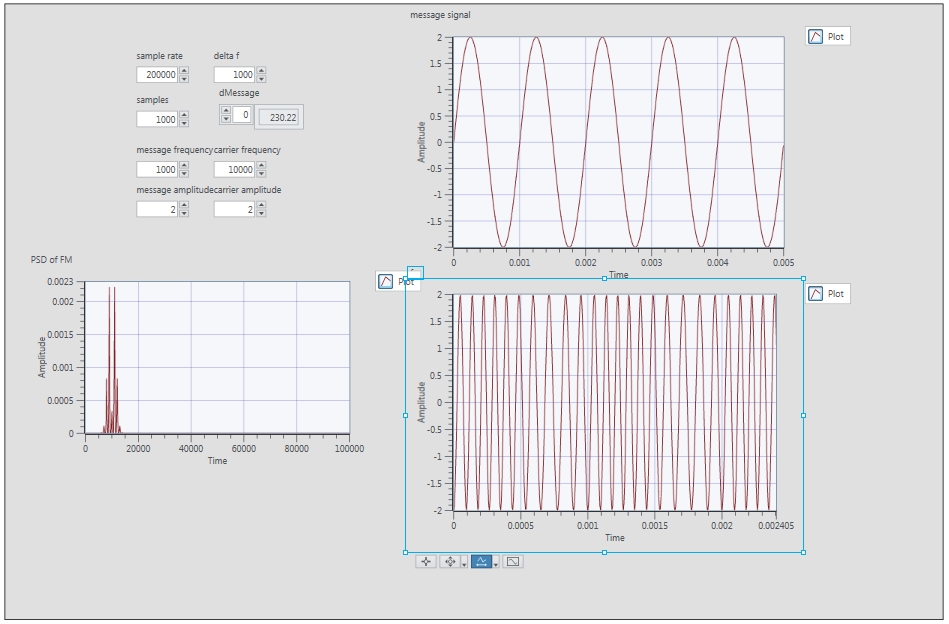 message signal
Plot
sample rate
delta f
200000
1000
samples
dMessage
1000
0
230.22
message frequency
carrier frequency
1000
10000
message amplitude
carrier amplitude
2
2
2
1.5
1
0.5
0
-0.5
-1
-1.5
-2
Amplitude
0
0.001
0.002
0.003
0.004
0.005
Time
PSD of FM
Plot
0.0023
0.002
0.0015
0.001
0.0005
0
Amplitude
0
20000
40000
60000
80000
100000
Time
Plot
2
1.5
1
0.5
0
-0.5
-1
-1.5
-2
Amplitude
0
0.0005
0.001
0.0015
0.002
0.002405
Time